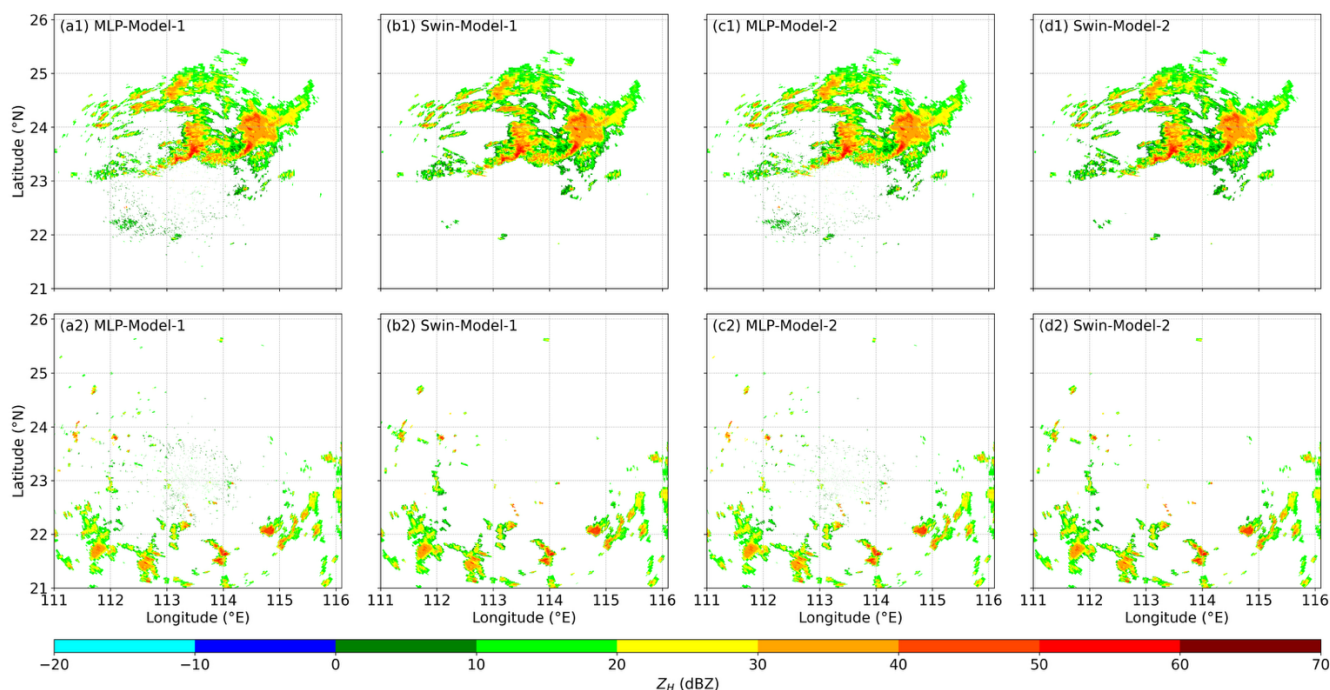 (a1) MLP-Model-1
(b1) Swin-Model-1
(c1) MLP-Model-2
(d1) Swin-Model-2
26
25
24
23
22
21
Latitude (°N)
(a2) MLP-Model-1
(b2) Swin-Model-1
(c2) MLP-Model-2
(d2) Swin-Model-2
26
25
24
23
22
21
Latitude (°N)
111 112 113 114 115 116 111 112 113 114 115 116 111 112 113 114 115 116 111 112 113 114 115 116
Longitude (°E) Longitude (°E) Longitude (°E) Longitude (°E)
−20 −10 0 10 20 30 40 50 60 70
Z_H (dBZ)